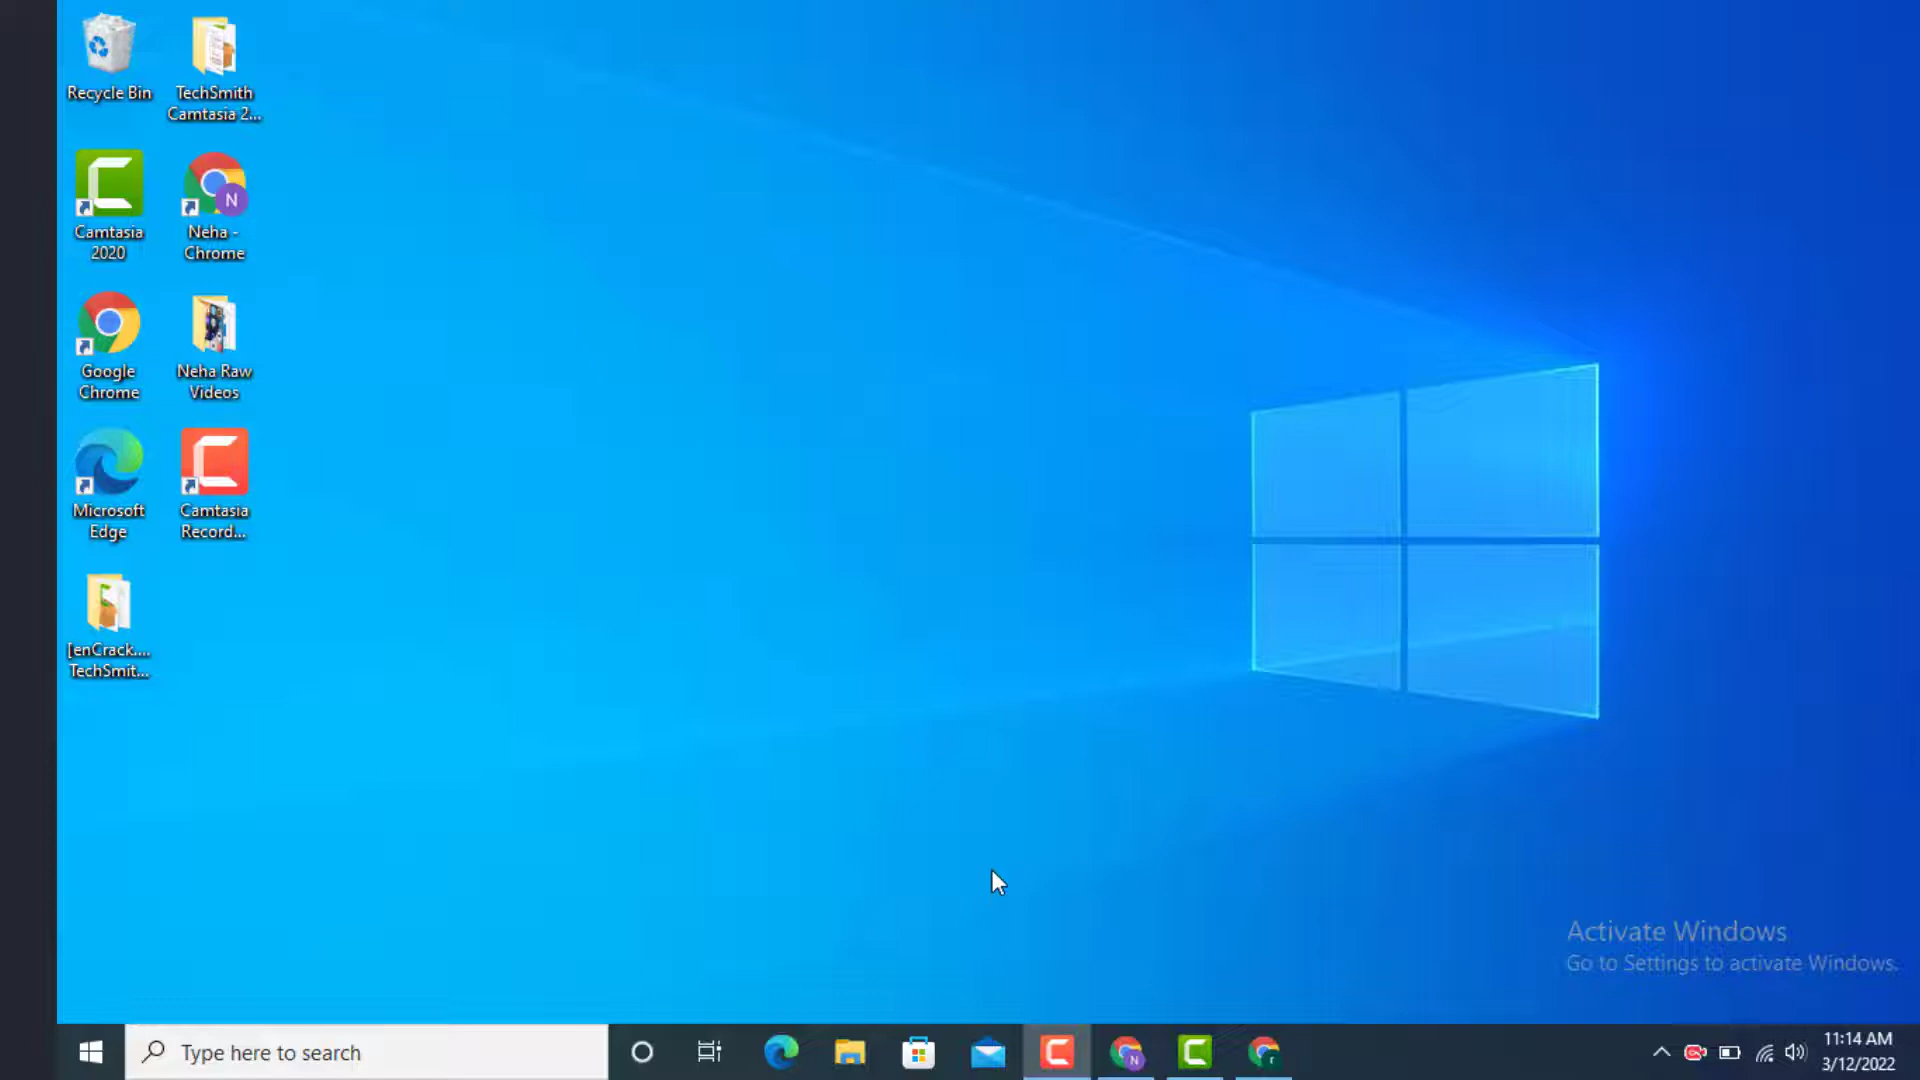 Recycle Bin
TechSmith
Camtasia 2...
Camtasia
2020
N
Neha -
Chrome
Google
Chrome
Neha Raw
Videos
Microsoft
Edge
Camtasia
Record...
[enCrack....
TechSmit...
Activate Windows
Go to Settings to activate Windows.
Type here to search
N
r
11:14 AM
3/12/2022